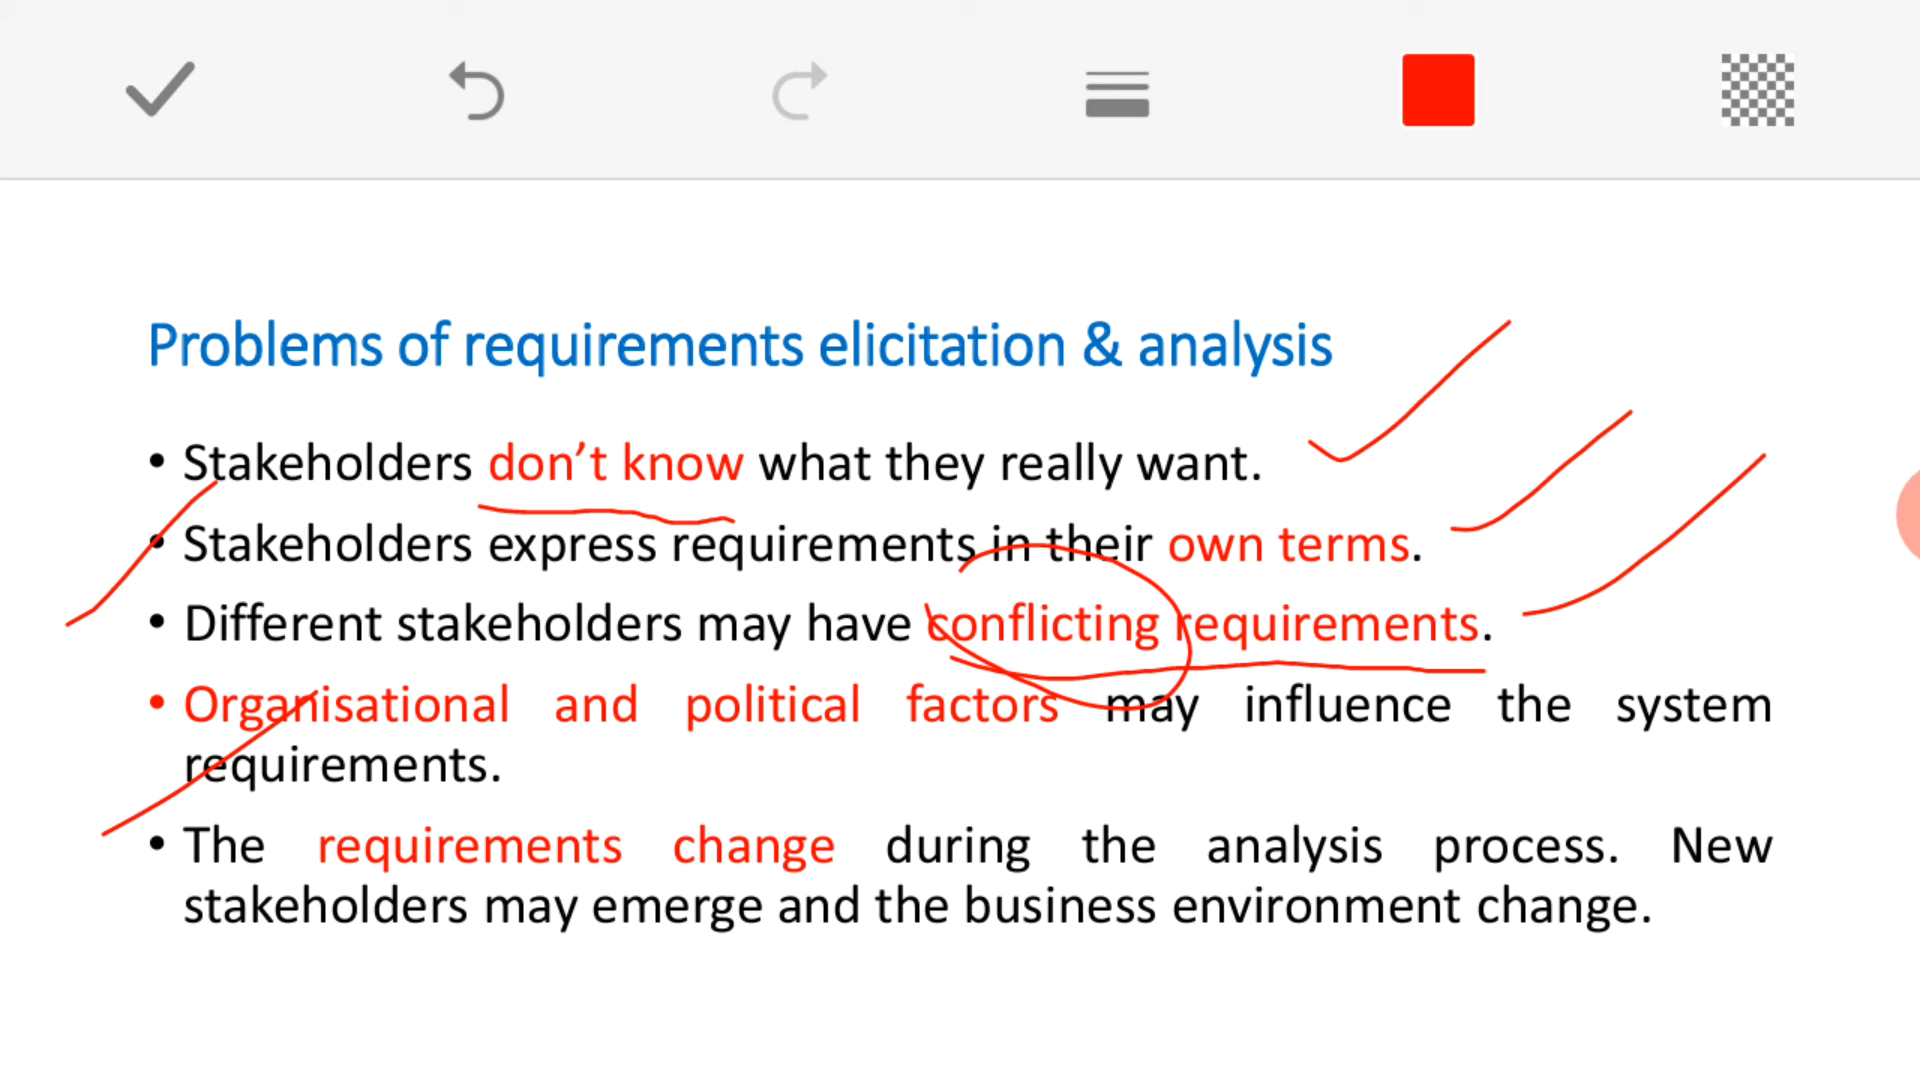 Problems of requirements elicitation & analysis
• Stakeholders don’t know what they really want.
• Stakeholders express requirements in their own terms.
• Different stakeholders may have conflicting requirements.
• Organisational and political factors may influence the system
requirements.
• The requirements change during the analysis process. New
stakeholders may emerge and the business environment change.